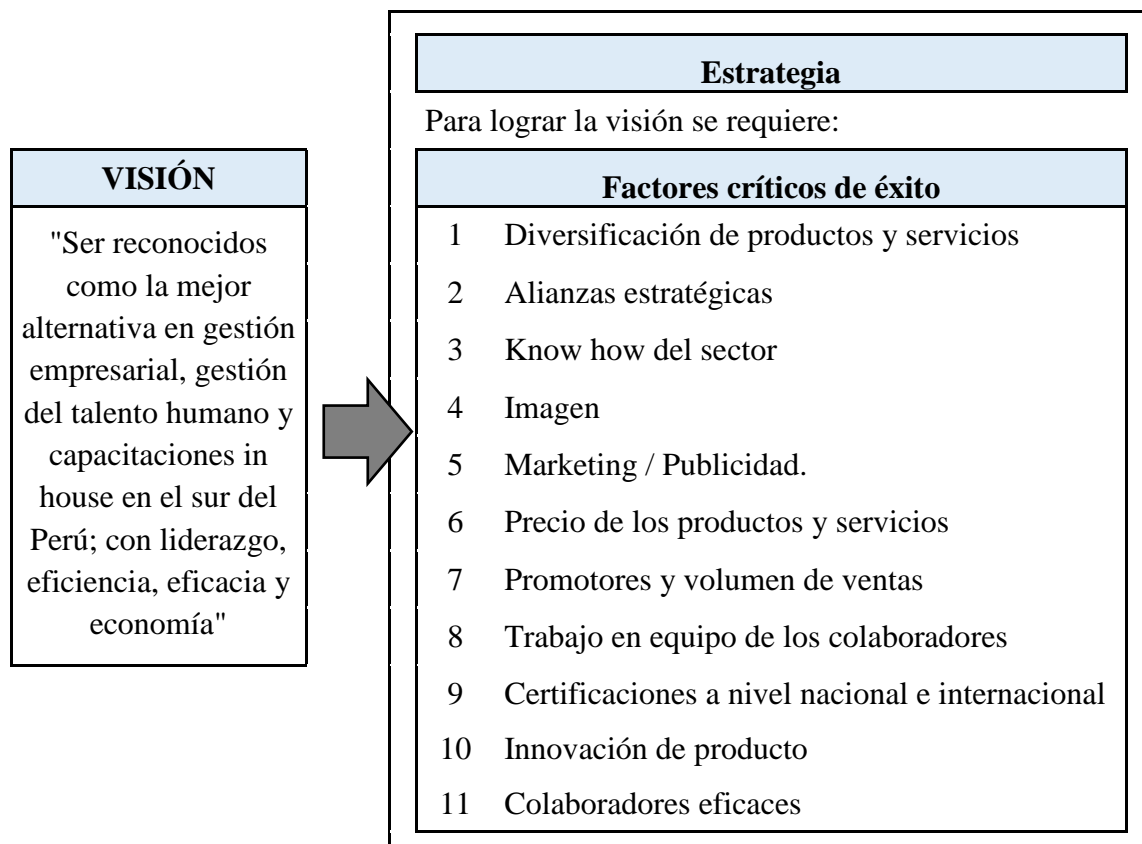 VISIÓN
"Ser reconocidos
como la mejor
alternativa en gestión
empresarial, gestión
del talento humano y
capacitaciones in
house en el sur del
Perú; con liderazgo,
eficiencia, eficacia y
economía"
Estrategia
Para lograr la visión se requiere:
Factores críticos de éxito
1 Diversificación de productos y servicios
2 Alianzas estratégicas
3 Know how del sector
4 Imagen
5 Marketing / Publicidad.
6 Precio de los productos y servicios
7 Promotores y volumen de ventas
8 Trabajo en equipo de los colaboradores
9 Certificaciones a nivel nacional e internacional
10 Innovación de producto
11 Colaboradores eficaces